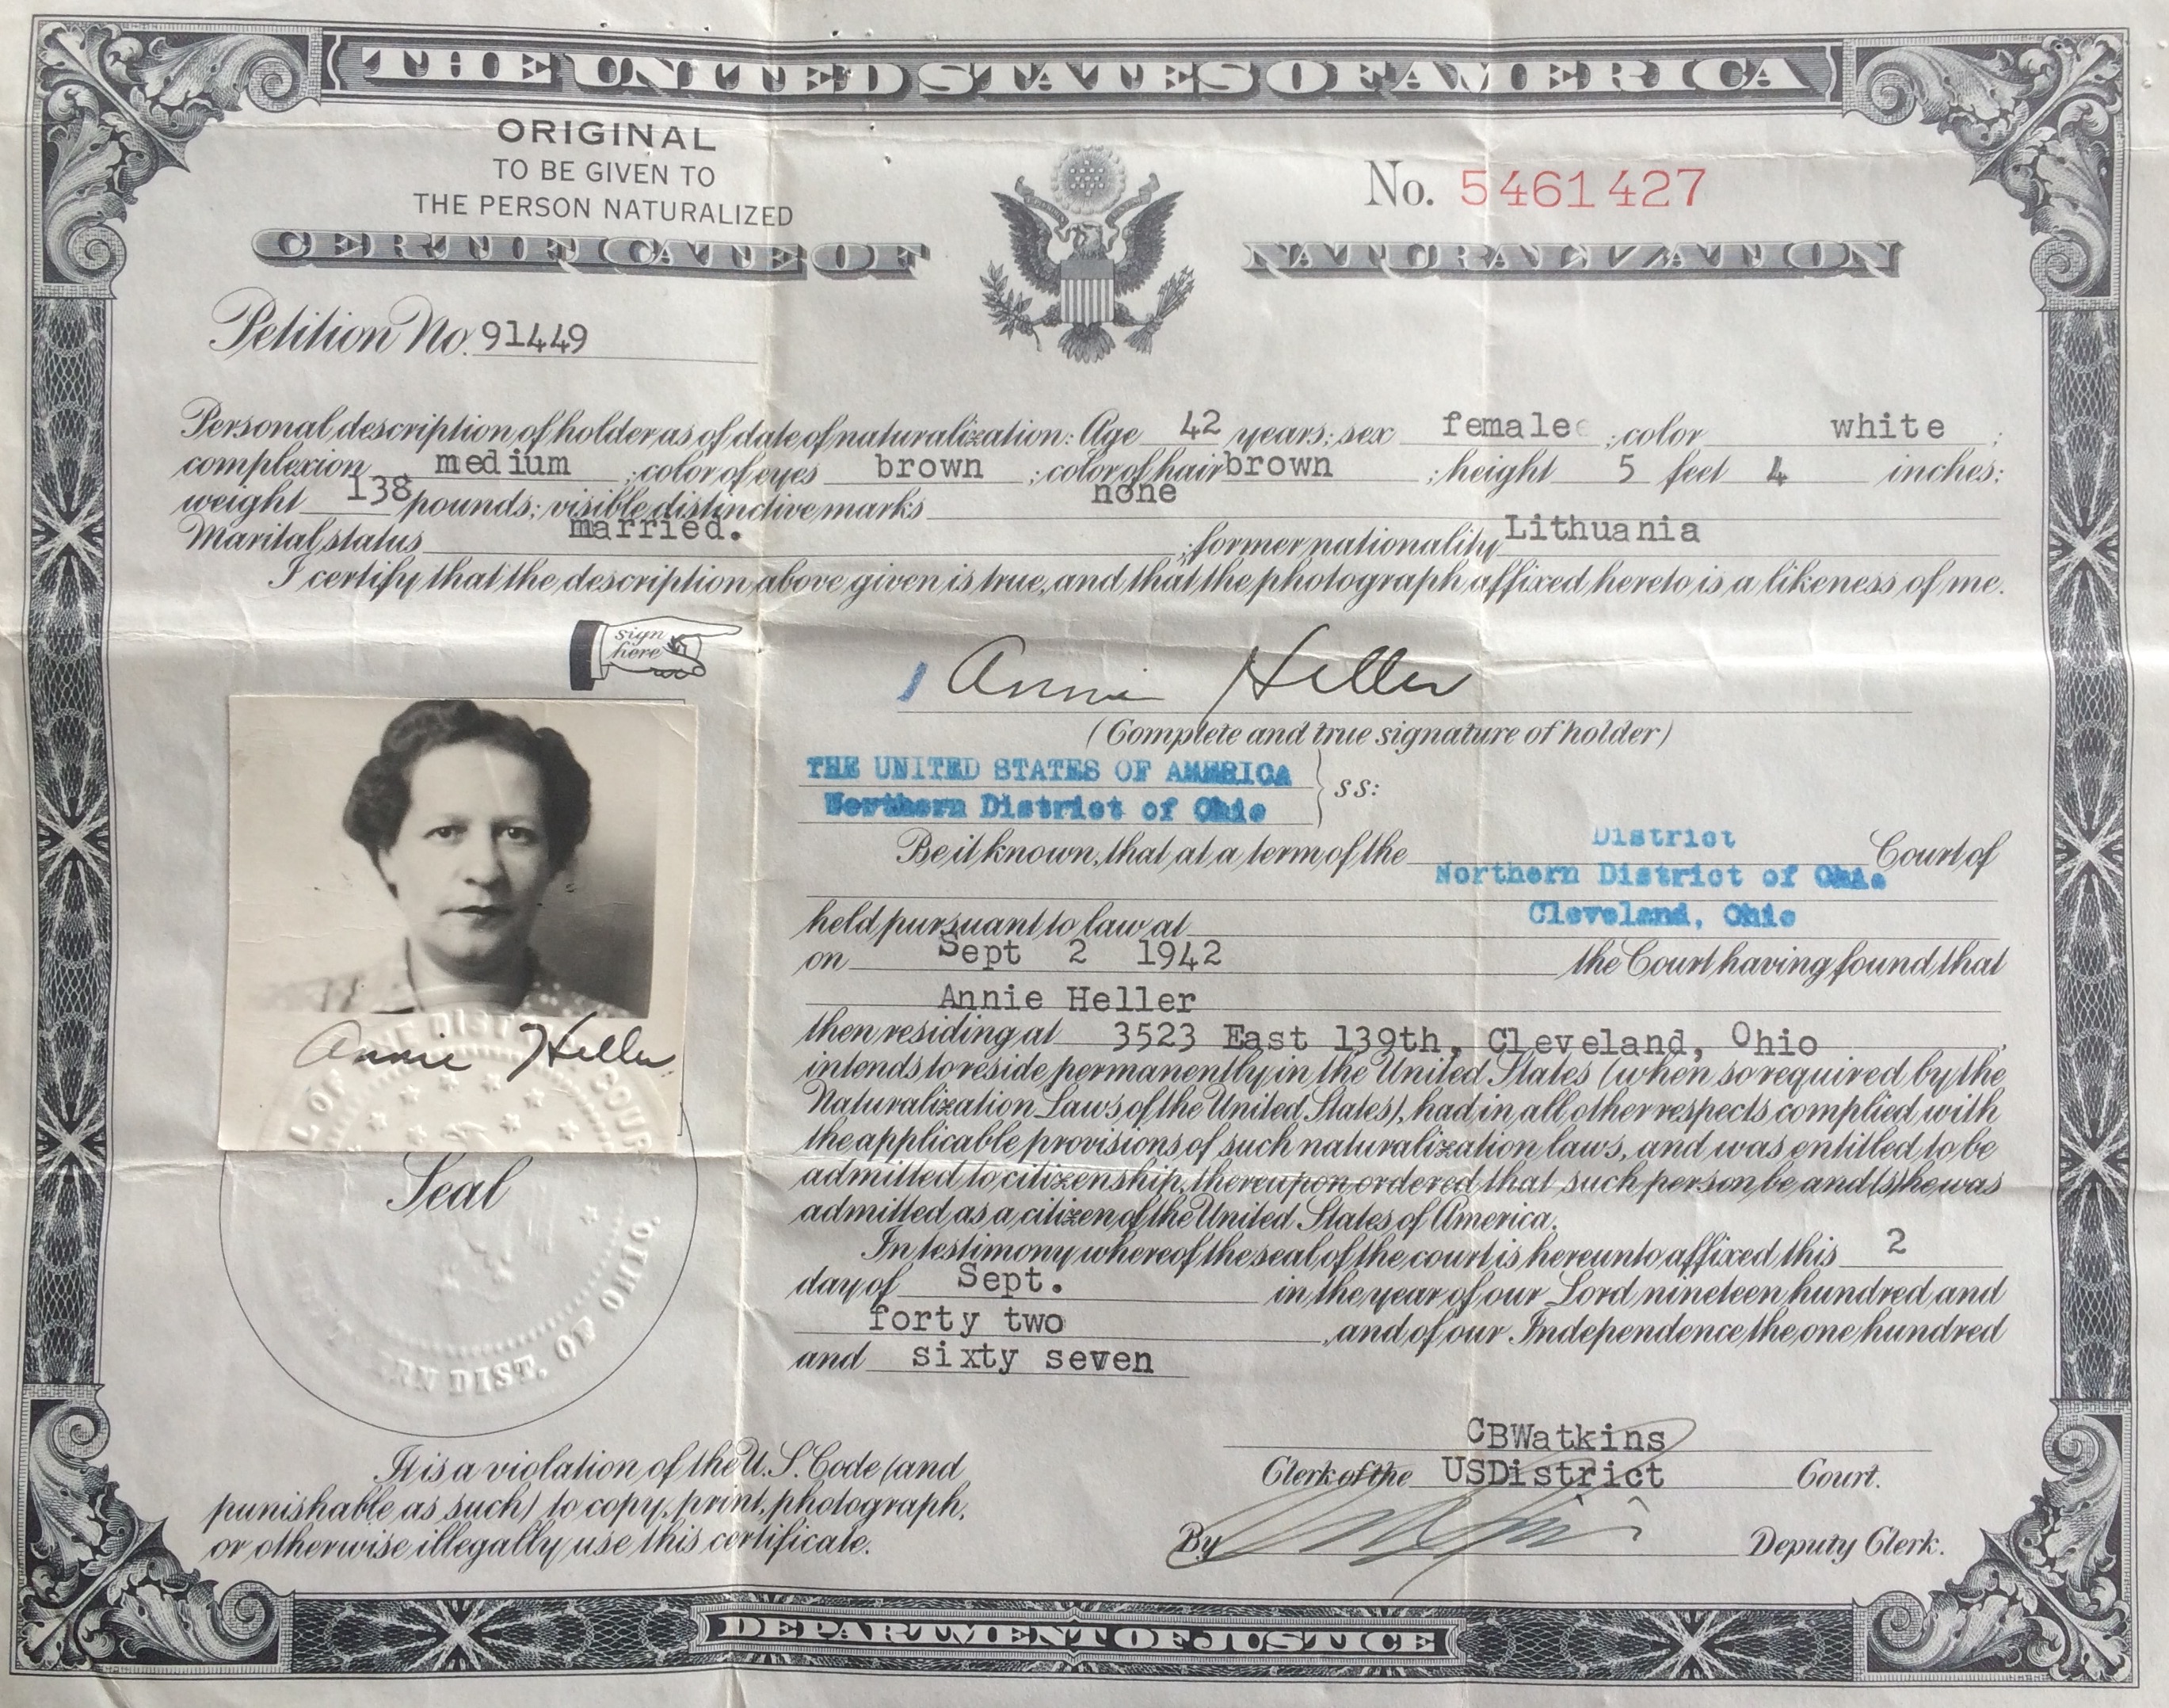 THE UNITED STATES OF AMERICA
ORIGINAL
TO BE GIVEN TO
THE PERSON NATURALIZED
No. 5461427
CERTIFICATE OF NATURALIZATION
Petition No. 91449
Personal description of holder as of date of naturalization: Age 42 years; sex female ; color white ;
complexion medium ; color of eyes brown ; color of hair brown ; height 5 feet 4 inches;
weight 138 pounds; visible distinctive marks none
Marital status married. ; former nationality Lithuania
I certify that the description above given is true, and that the photograph affixed hereto is a likeness of me.
sign
here
Annie Heller
(Complete and true signature of holder)
THE UNITED STATES OF AMERICA
Northern District of Ohio
ss:
Be it known, that at a term of the District Court of
Northern District of Ohio
held pursuant to law at Cleveland, Ohio
on Sept 2 1942 the Court having found that
Annie Heller
then residing at 3523 East 139th, Cleveland, Ohio ,
intends to reside permanently in the United States (when so required by the
Naturalization Laws of the United States), had in all other respects complied with
the applicable provisions of such naturalization laws, and was entitled to be
admitted to citizenship, thereupon ordered that such person be and (s)he was
admitted as a citizen of the United States of America.
In testimony whereof the seal of the court is hereunto affixed this 2
day of Sept. in the year of our Lord nineteen hundred and
forty two , and of our Independence the one hundred
and sixty seven
Annie Heller
L OF THE DIST COUR
Seal
RN DIST. OF OHIO.
It is a violation of the U.S. Code (and
punishable as such) to copy, print, photograph,
or otherwise illegally use this certificate.
CBWatkins
Clerk of the USDistrict Court.
By Deputy Clerk.
DEPARTMENT OF JUSTICE